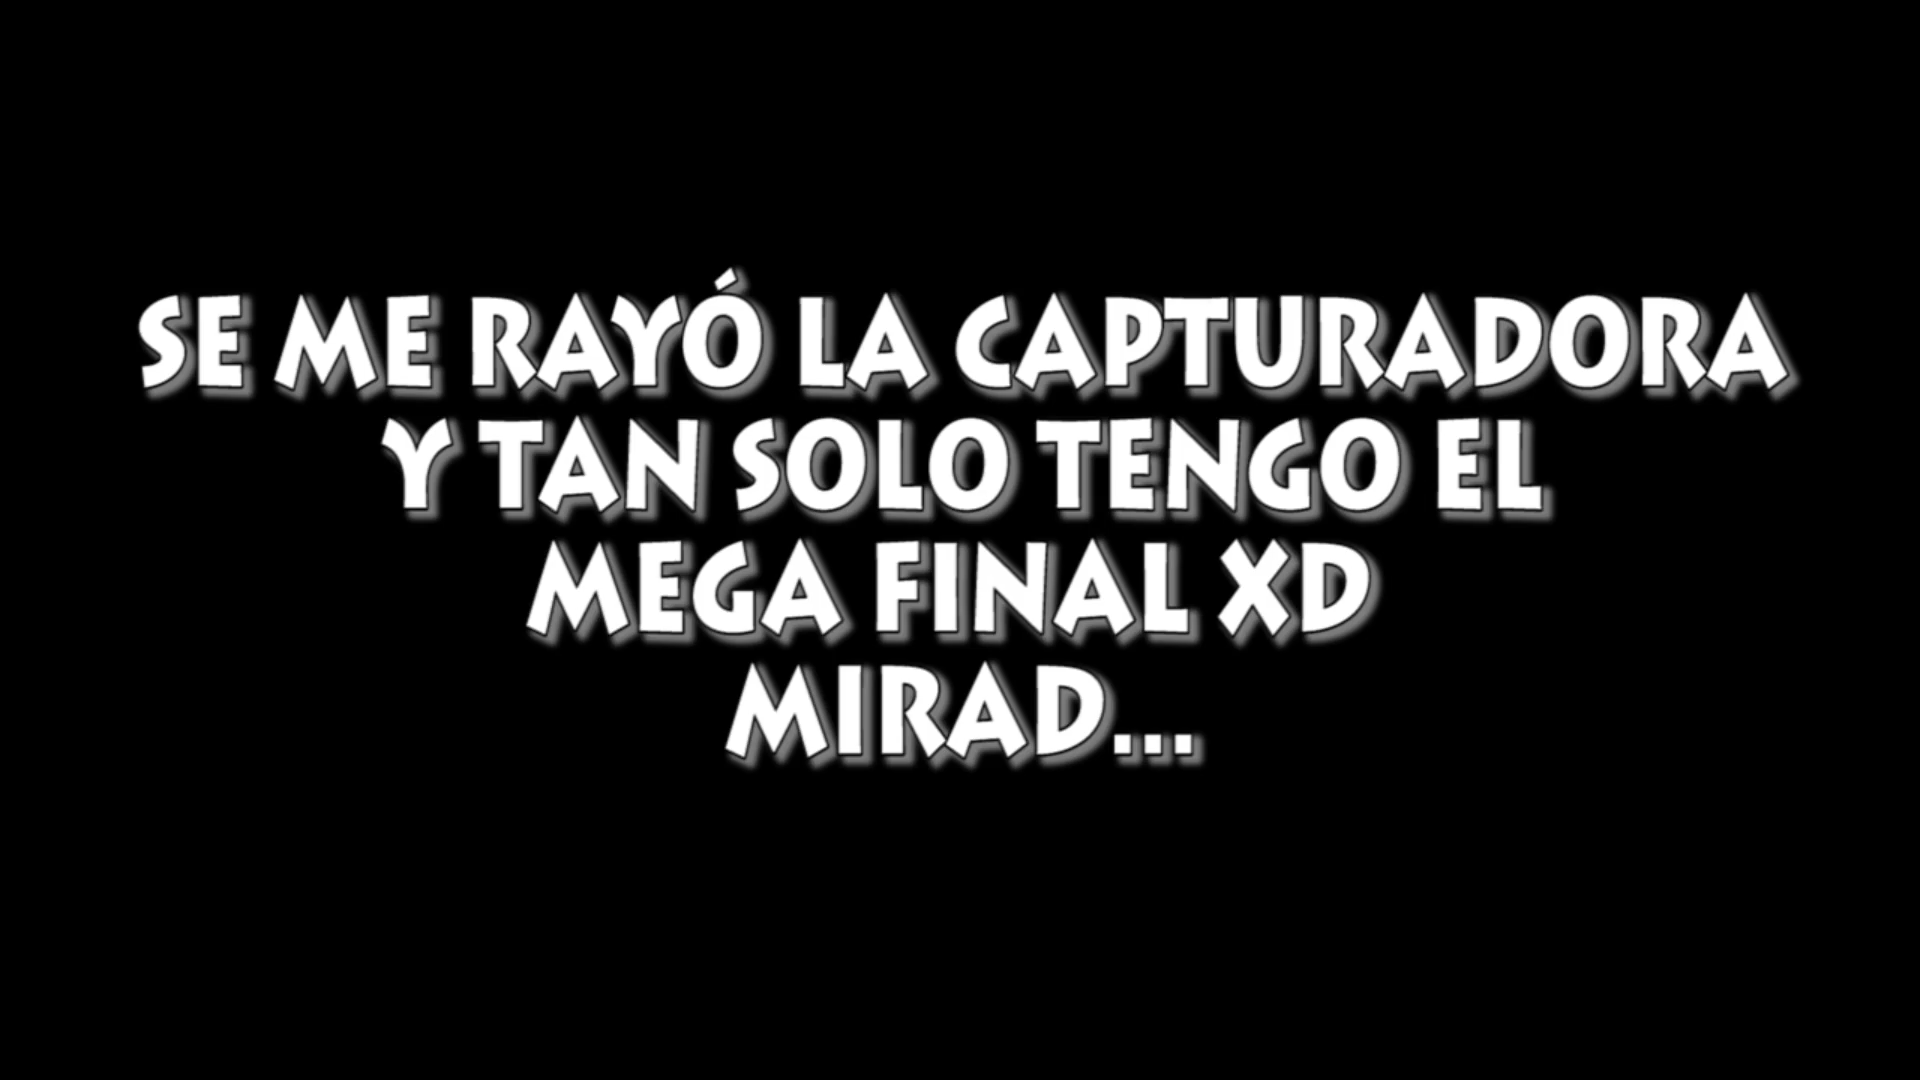 SE ME RAYÓ LA CAPTURADORA
Y TAN SOLO TENGO EL
MEGA FINAL XD
MIRAD...